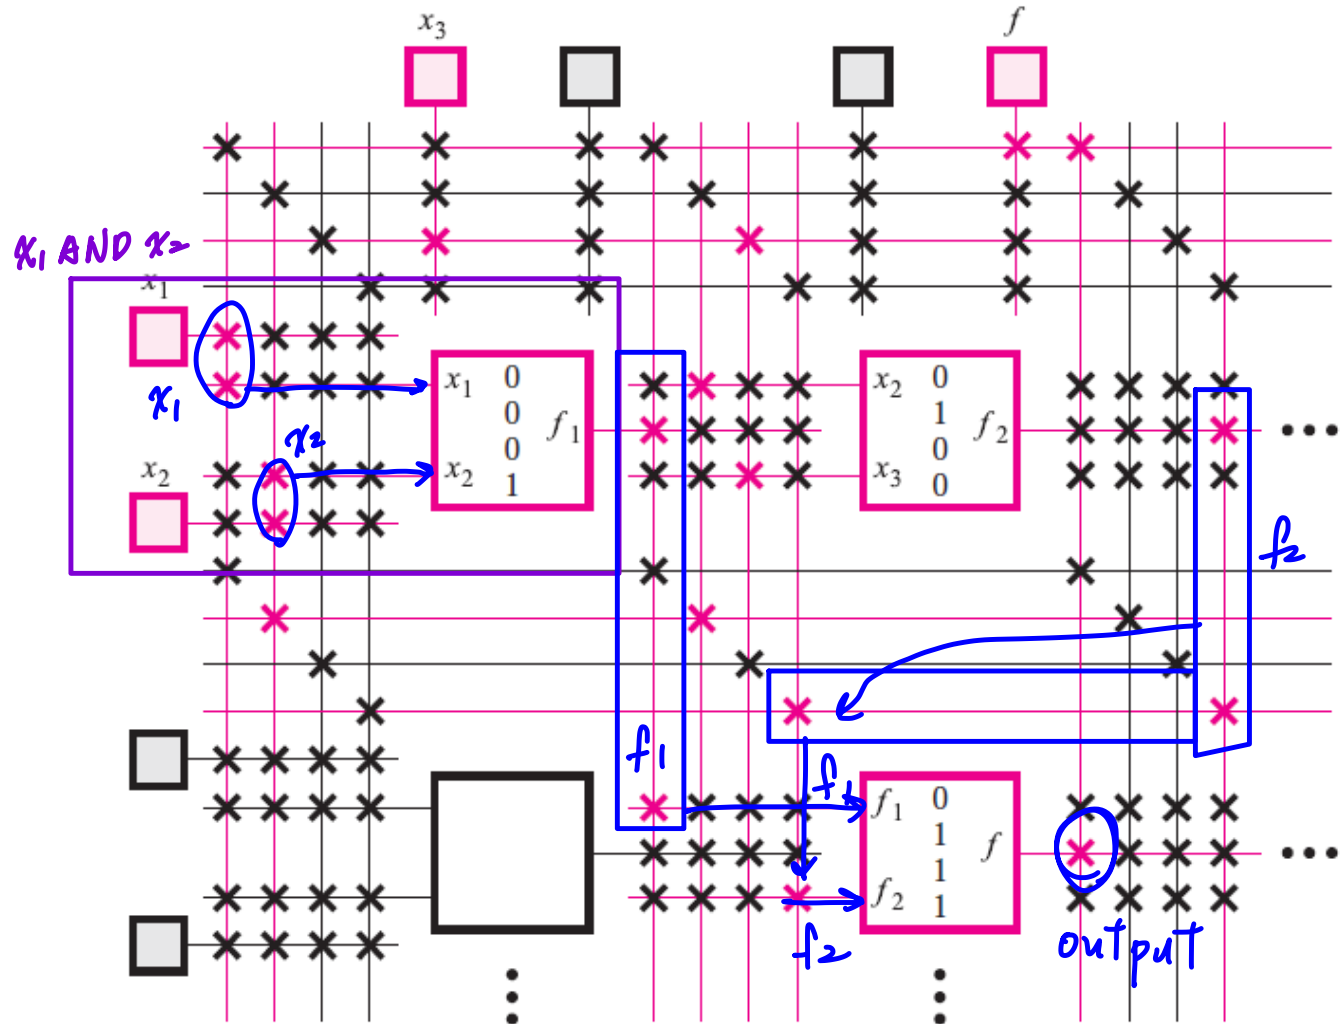 x₃
f
x₁ AND x₂
x₁
x₁
x₂
x₂
x₁ 0
0
f₁
0
x₂ 1
x₂ 0
1
f₂
0
x₃ 0
f₂
f₁
f₁
f₁ 0
1
f
1
f₂ 1
f₂
output